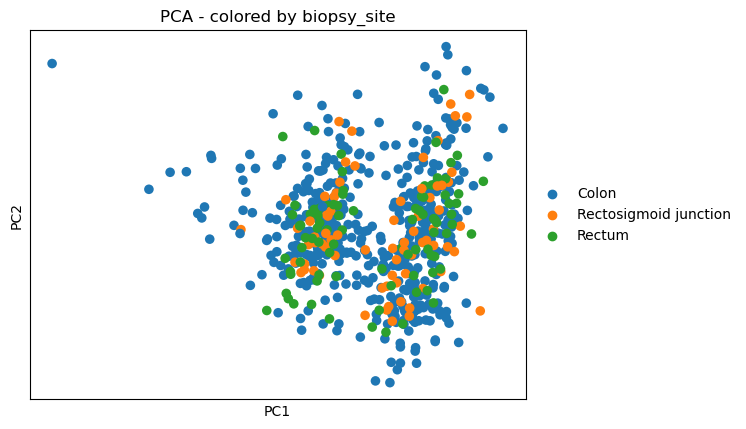 PCA - colored by biopsy_site
PC2
Colon
Rectosigmoid junction
Rectum
PC1